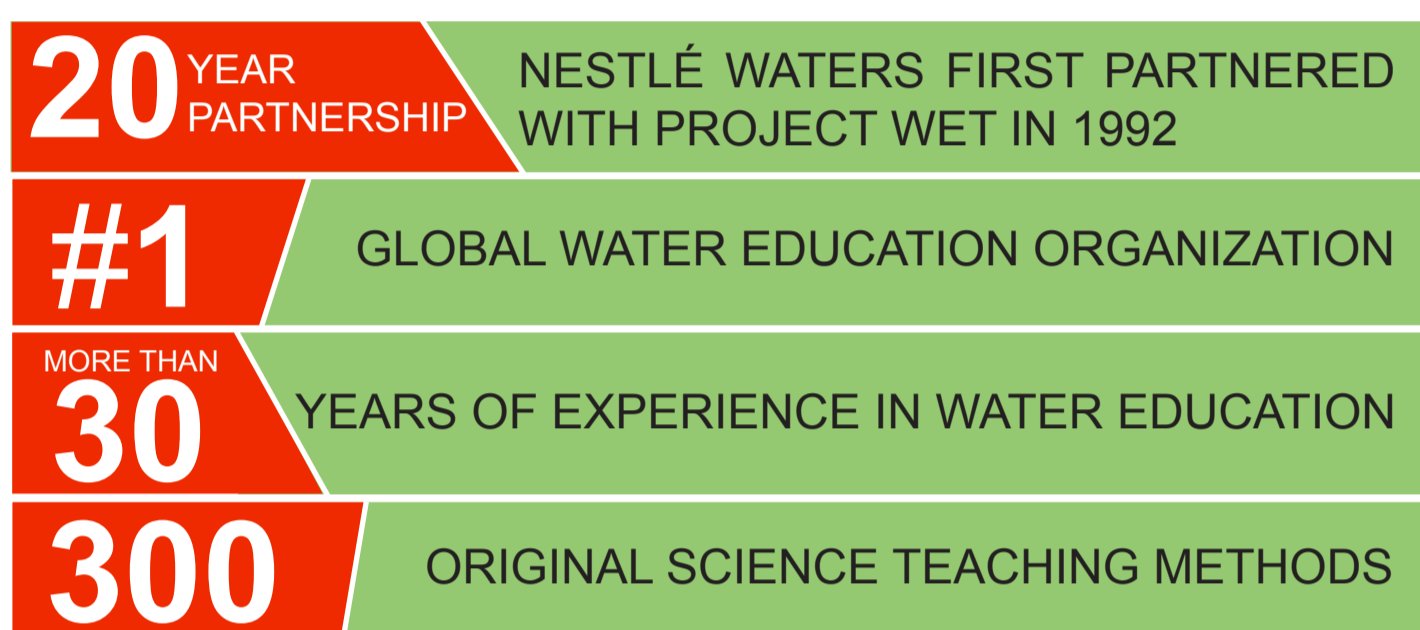 20 YEAR
PARTNERSHIP
NESTLÉ WATERS FIRST PARTNERED
WITH PROJECT WET IN 1992
#1
GLOBAL WATER EDUCATION ORGANIZATION
MORE THAN
30
YEARS OF EXPERIENCE IN WATER EDUCATION
300
ORIGINAL SCIENCE TEACHING METHODS